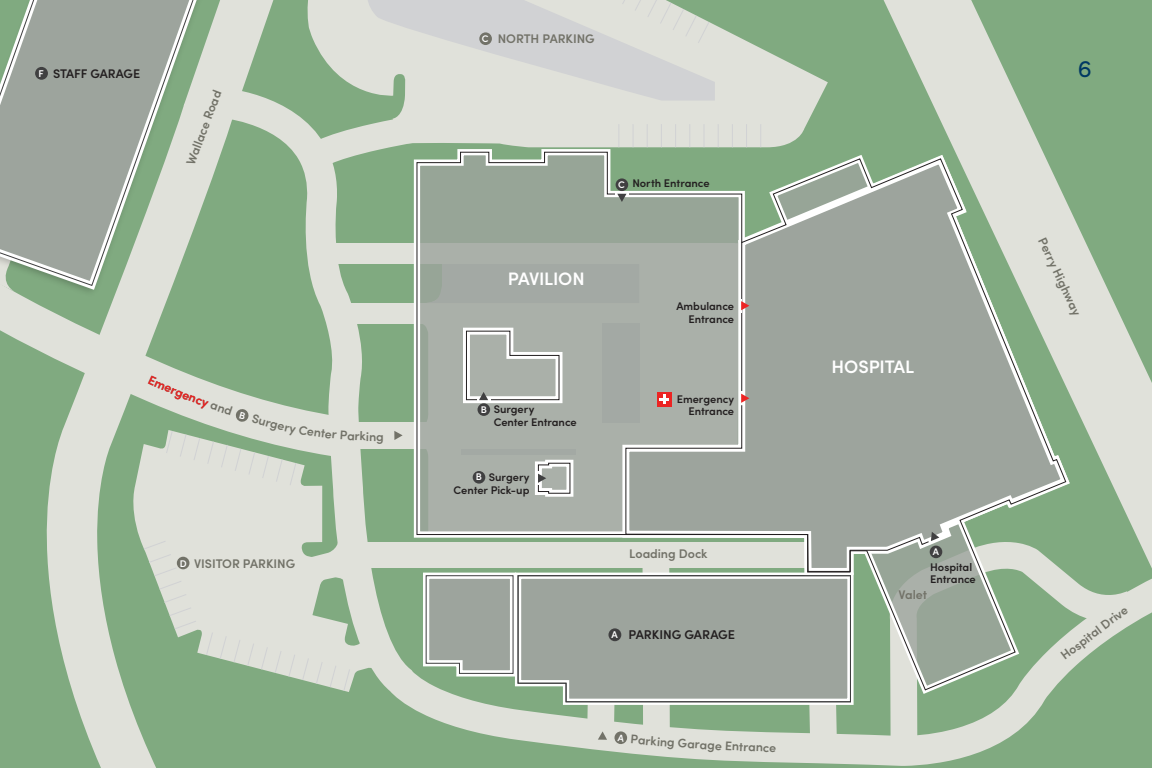 C NORTH PARKING
6
F STAFF GARAGE
Wallace Road
C North Entrance
PAVILION
Perry Highway
Ambulance
Entrance
HOSPITAL
Emergency
Entrance
Emergency and B Surgery Center Parking
B Surgery
Center Entrance
B Surgery
Center Pick-up
D VISITOR PARKING
Loading Dock
A
Hospital
Entrance
Valet
Hospital Drive
A PARKING GARAGE
A Parking Garage Entrance